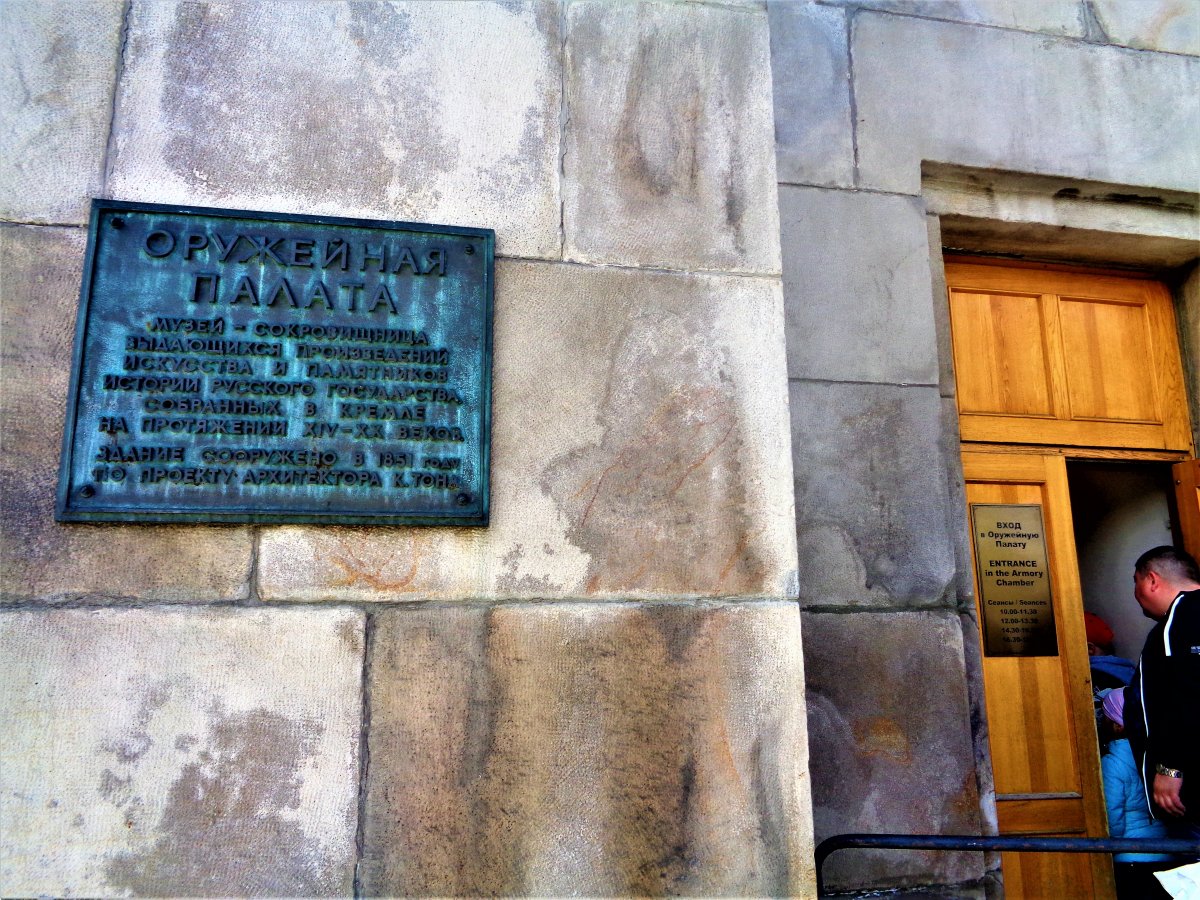 ОРУЖЕЙНАЯ
ПАЛАТА
МУЗЕЙ – СОКРОВИЩНИЦА
ВЫДАЮЩИХСЯ ПРОИЗВЕДЕНИЙ
ИСКУССТВА И ПАМЯТНИКОВ
ИСТОРИИ РУССКОГО ГОСУДАРСТВА,
СОБРАННЫХ В КРЕМЛЕ
НА ПРОТЯЖЕНИИ XIV–XX ВЕКОВ.
ЗДАНИЕ СООРУЖЕНО В 1851 ГОДУ
ПО ПРОЕКТУ АРХИТЕКТОРА К. ТОНА
ВХОД
в Оружейную
Палату
ENTRANCE
in the Armory
Chamber
Сеансы / Seances
10.00-11.30
12.00-13.30